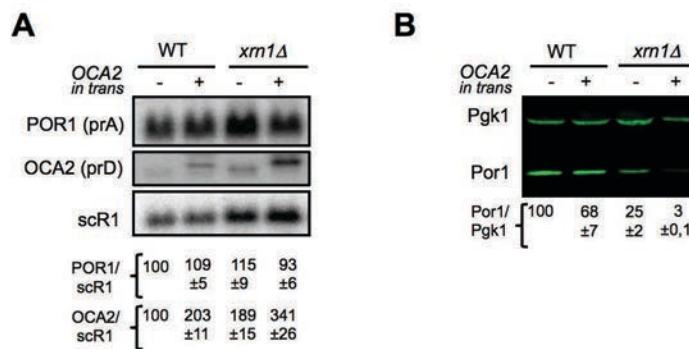 A
WT
xrn1Δ
OCA2
in trans
-
+
-
+
POR1 (prA)
OCA2 (prD)
scR1
POR1/
scR1
100
109
±5
115
±9
93
±6
OCA2/
scR1
100
203
±11
189
±15
341
±26
B
WT
xrn1Δ
OCA2
in trans
-
+
-
+
Pgk1
Por1
Por1/
Pgk1
100
68
±7
25
±2
3
±0,1